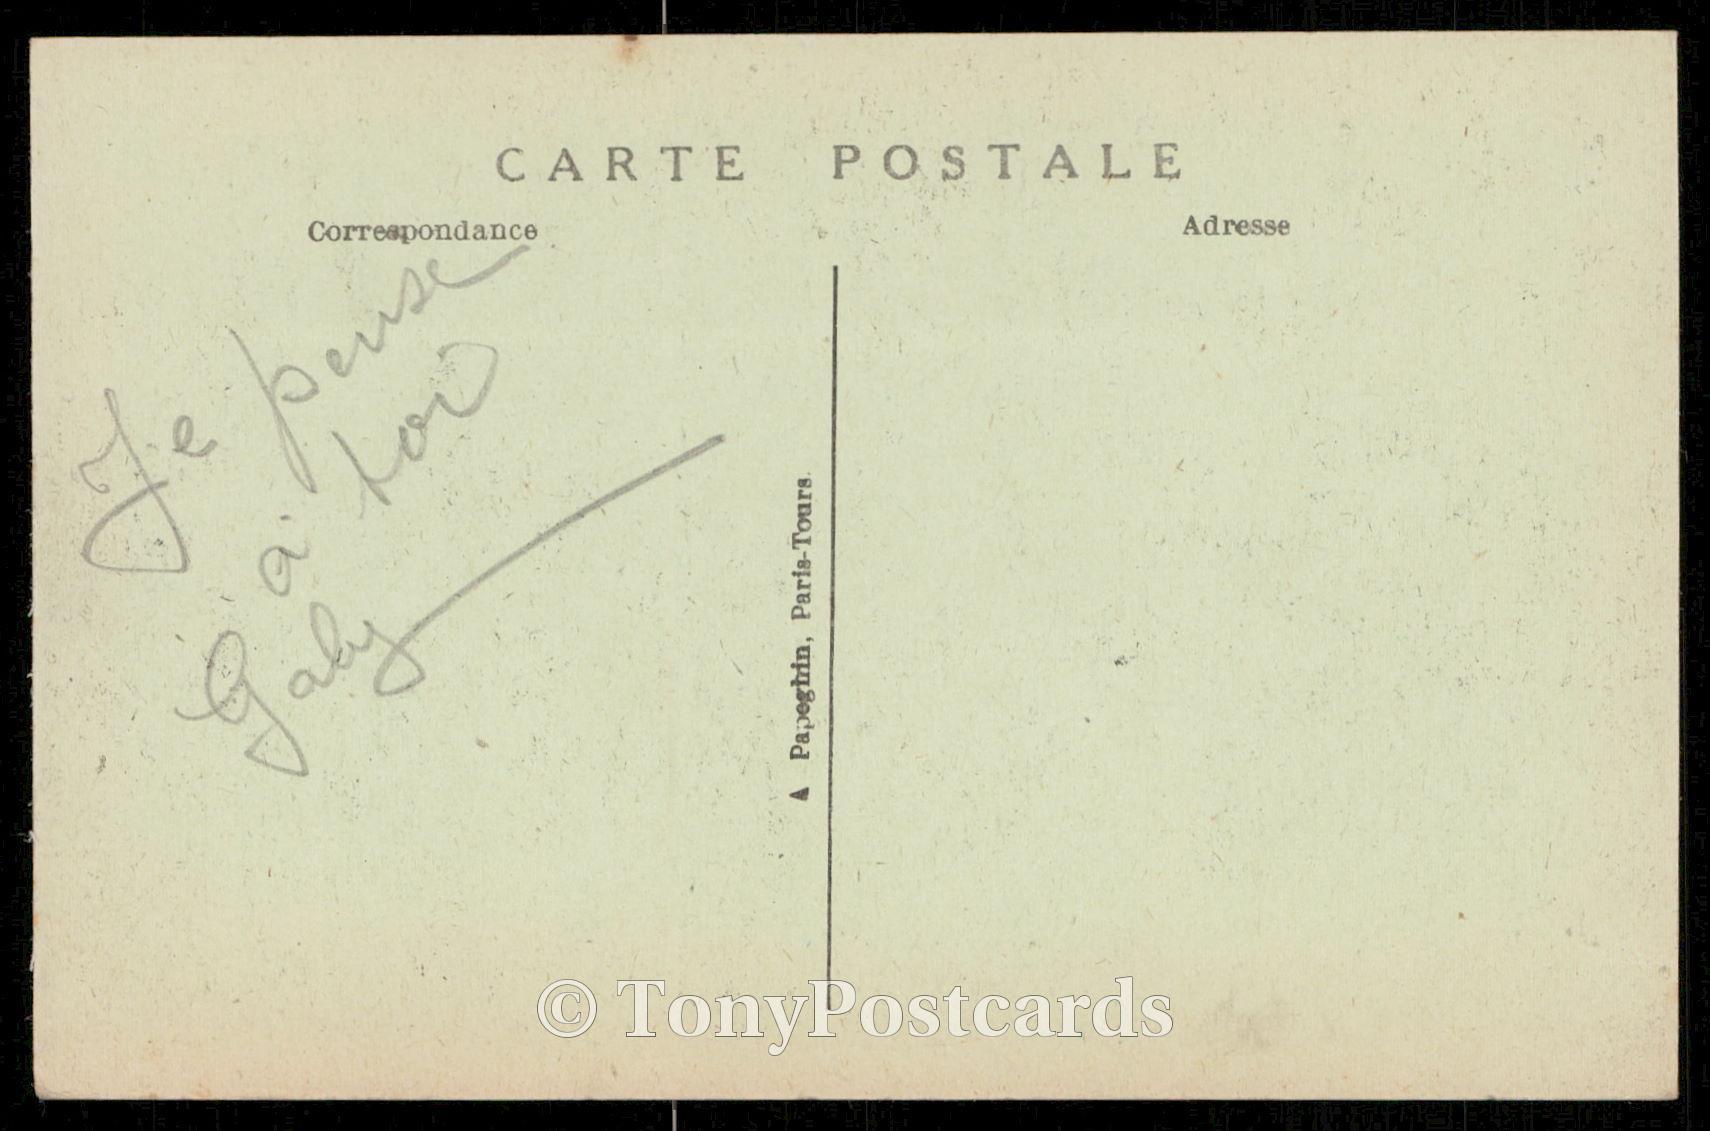 CARTE POSTALE
Correspondance
Adresse
Je pense
à toi
Gaby
A Papeghin, Paris-Tours.
© TonyPostcards